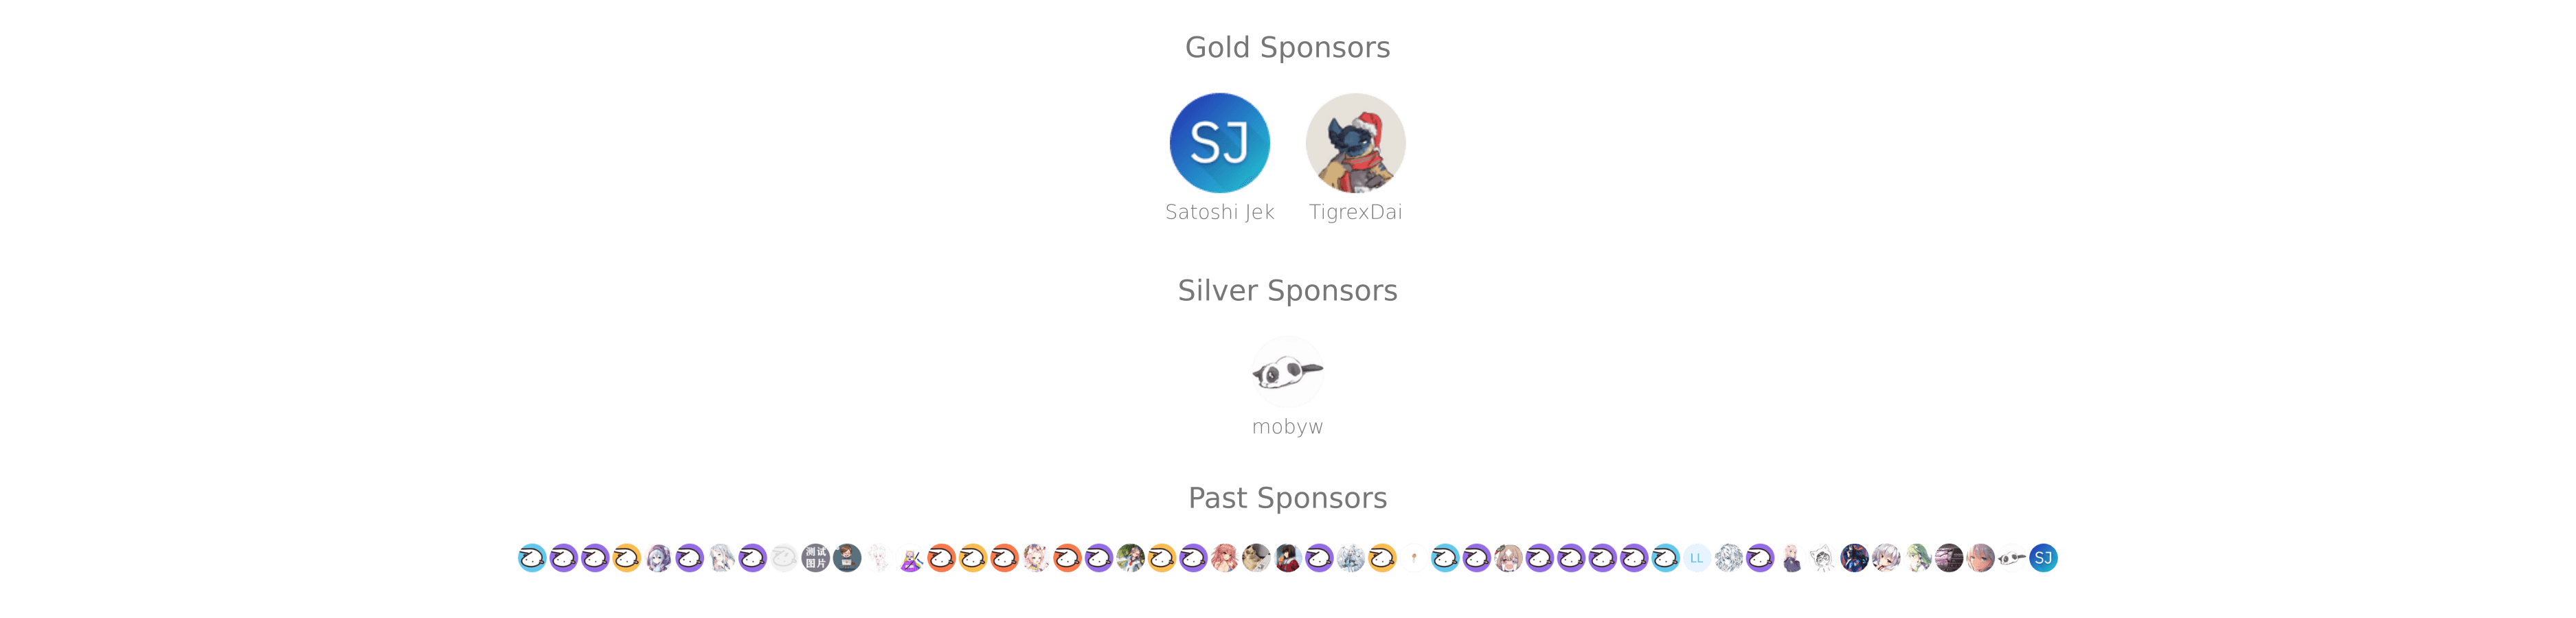 Gold Sponsors
SJ
Satoshi Jek
TigrexDai
Silver Sponsors
mobyw
Past Sponsors
测试
图片
LL
SJ